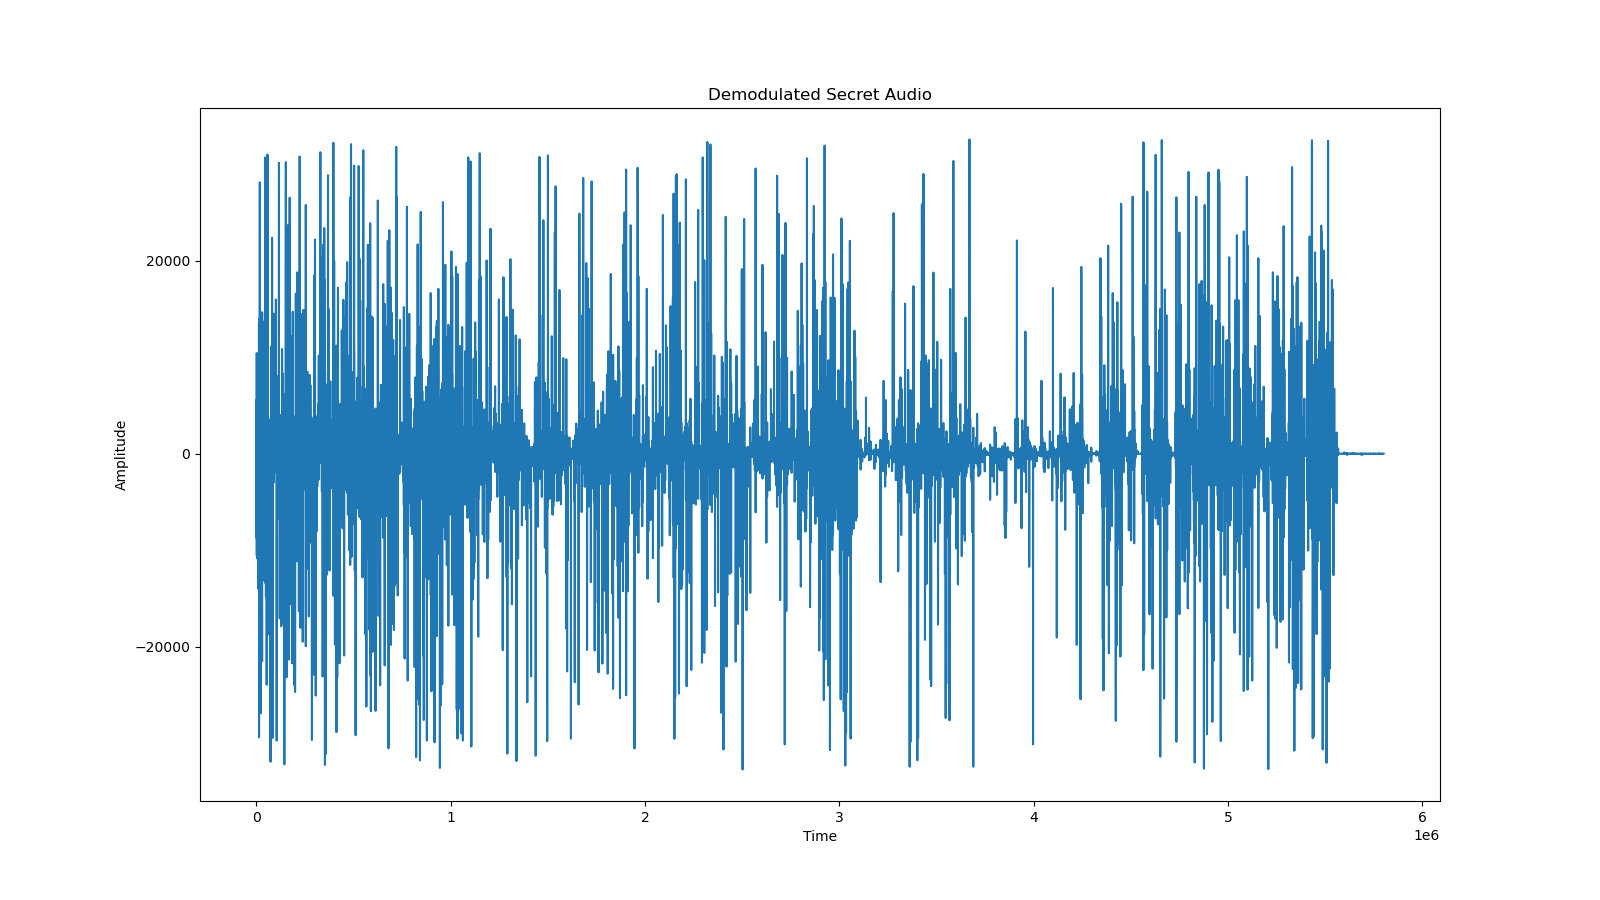 Demodulated Secret Audio
20000
0
−20000
Amplitude
0 1 2 3 4 5 6
1e6
Time